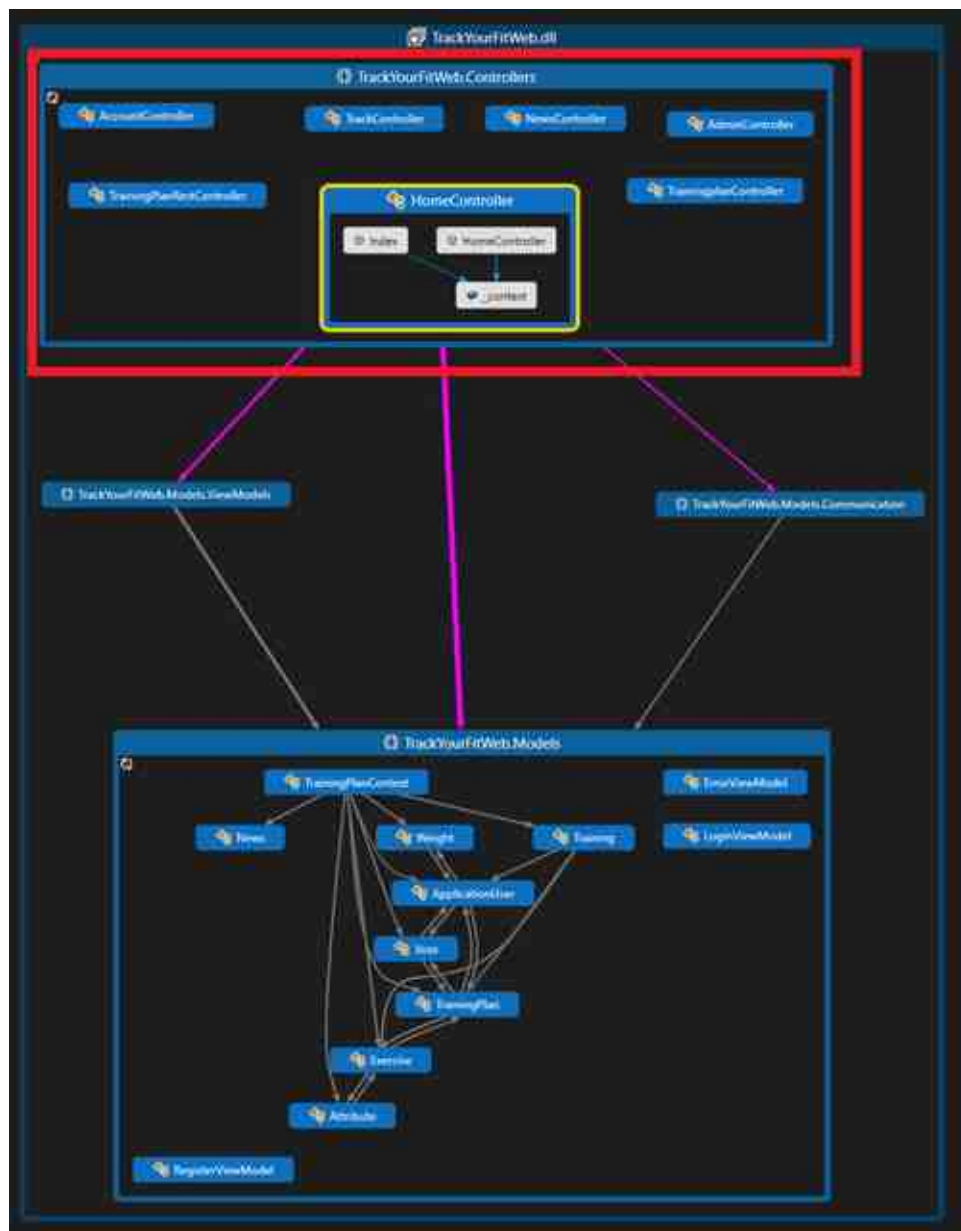 TrackYourFitWeb.dll
TrackYourFitWeb.Controllers
AccountController
TrackController
NewsController
AdminController
TrainingPlanRestController
HomeController
TrainingplanController
Index
HomeController
_context
TrackYourFitWeb.Models.ViewModels
TrackYourFitWeb.Models.Communication
TrackYourFitWeb.Models
TrainingPlanContext
ErrorViewModel
News
Weight
Training
LoginViewModel
ApplicationUser
TrainingPlan
Exercise
Attribute
RegisterViewModel